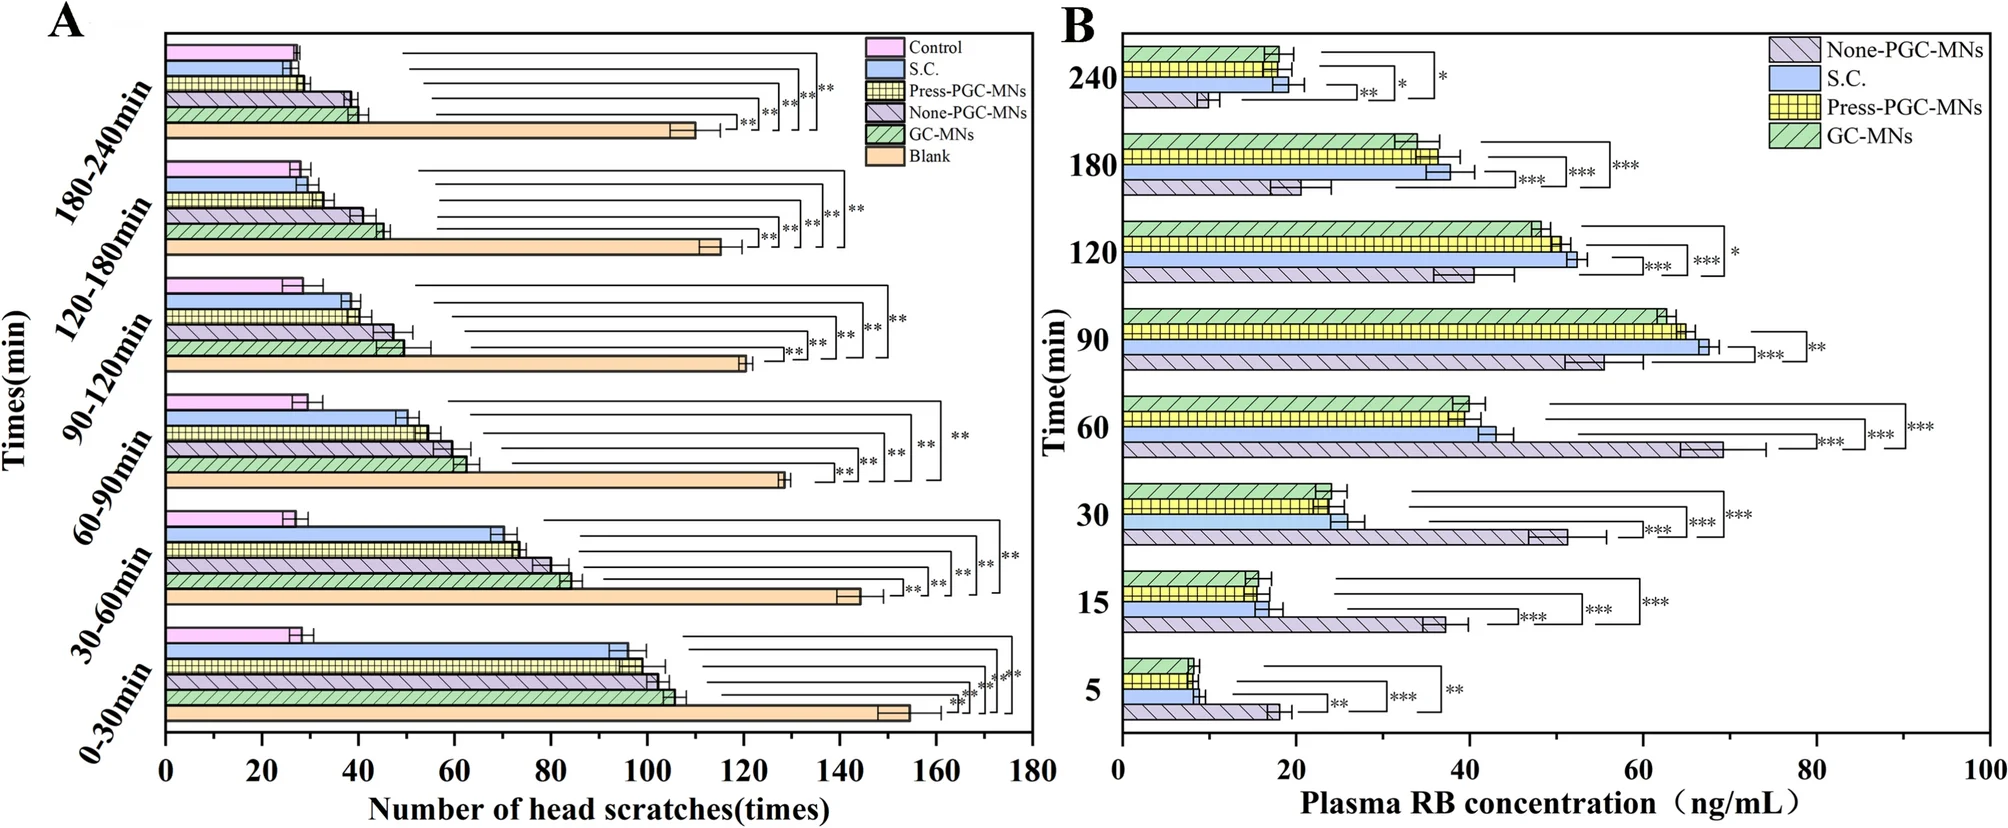 A
Times(min)
180-240min
120-180min
90-120min
60-90min
30-60min
0-30min
Control
S.C.
Press-PGC-MNs
None-PGC-MNs
GC-MNs
Blank
** ** ** ** **
** ** ** ** **
** ** ** ** **
** ** ** ** **
** ** ** ** **
** ** ** ** **
0 20 40 60 80 100 120 140 160 180
Number of head scratches(times)
B
Time(min)
240
180
120
90
60
30
15
5
None-PGC-MNs
S.C.
Press-PGC-MNs
GC-MNs
** * *
*** *** ***
*** *** *
*** **
*** *** ***
*** *** ***
*** *** ***
** *** **
0 20 40 60 80 100
Plasma RB concentration（ng/mL）